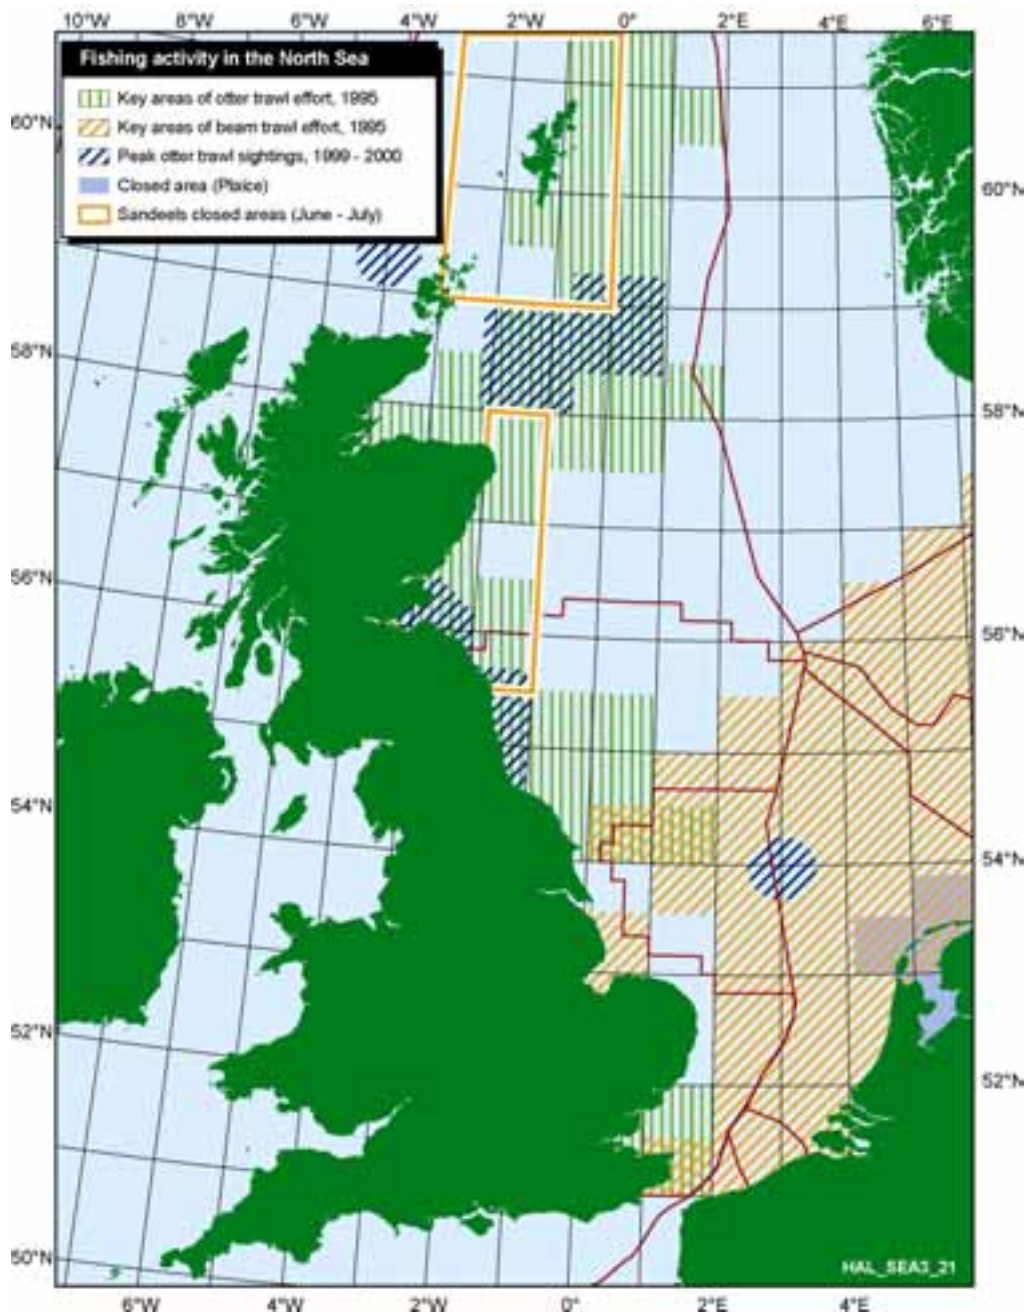 10°W 8°W 6°W 4°W 2°W 0° 2°E 4°E 6°E
Fishing activity in the North Sea
Key areas of otter trawl effort, 1995
Key areas of beam trawl effort, 1995
Peak otter trawl sightings, 1999 - 2000
Closed area (Plaice)
Sandeels closed areas (June - July)
60°N
60°N
58°N
58°N
56°N
56°N
54°N
54°N
52°N
52°N
50°N
HAL_SEA3_21
6°W 4°W 2°W 0° 2°E 4°E